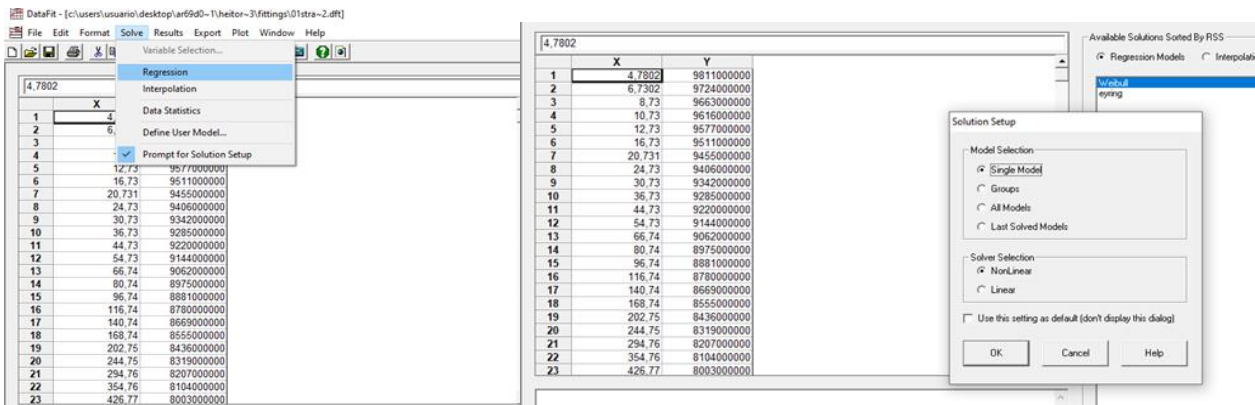 DataFit - [c:\users\usuario\desktop\ar69d0~1\heitor~3\fittings\01stra~2.dft]
File Edit Format Solve Results Export Plot Window Help
Variable Selection...
Regression
Interpolation
Data Statistics
Define User Model...
Prompt for Solution Setup
4,7802
X
1 4,
2 6,
3
4
5 12,73 9577000000
6 16,73 9511000000
7 20,731 9455000000
8 24,73 9406000000
9 30,73 9342000000
10 36,73 9285000000
11 44,73 9220000000
12 54,73 9144000000
13 66,74 9062000000
14 80,74 8975000000
15 96,74 8881000000
16 116,74 8780000000
17 140,74 8669000000
18 168,74 8555000000
19 202,75 8436000000
20 244,75 8319000000
21 294,76 8207000000
22 354,76 8104000000
23 426,77 8003000000
4,7802
X Y
1 4,7802 9811000000
2 6,7302 9724000000
3 8,73 9663000000
4 10,73 9616000000
5 12,73 9577000000
6 16,73 9511000000
7 20,731 9455000000
8 24,73 9406000000
9 30,73 9342000000
10 36,73 9285000000
11 44,73 9220000000
12 54,73 9144000000
13 66,74 9062000000
14 80,74 8975000000
15 96,74 8881000000
16 116,74 8780000000
17 140,74 8669000000
18 168,74 8555000000
19 202,75 8436000000
20 244,75 8319000000
21 294,76 8207000000
22 354,76 8104000000
23 426,77 8003000000
Available Solutions Sorted By RSS
Regression Models Interpolati
Weibull
eyring
Solution Setup
Model Selection
Single Model
Groups
All Models
Last Solved Models
Solver Selection
NonLinear
Linear
Use this setting as default (don't display this dialog)
OK Cancel Help